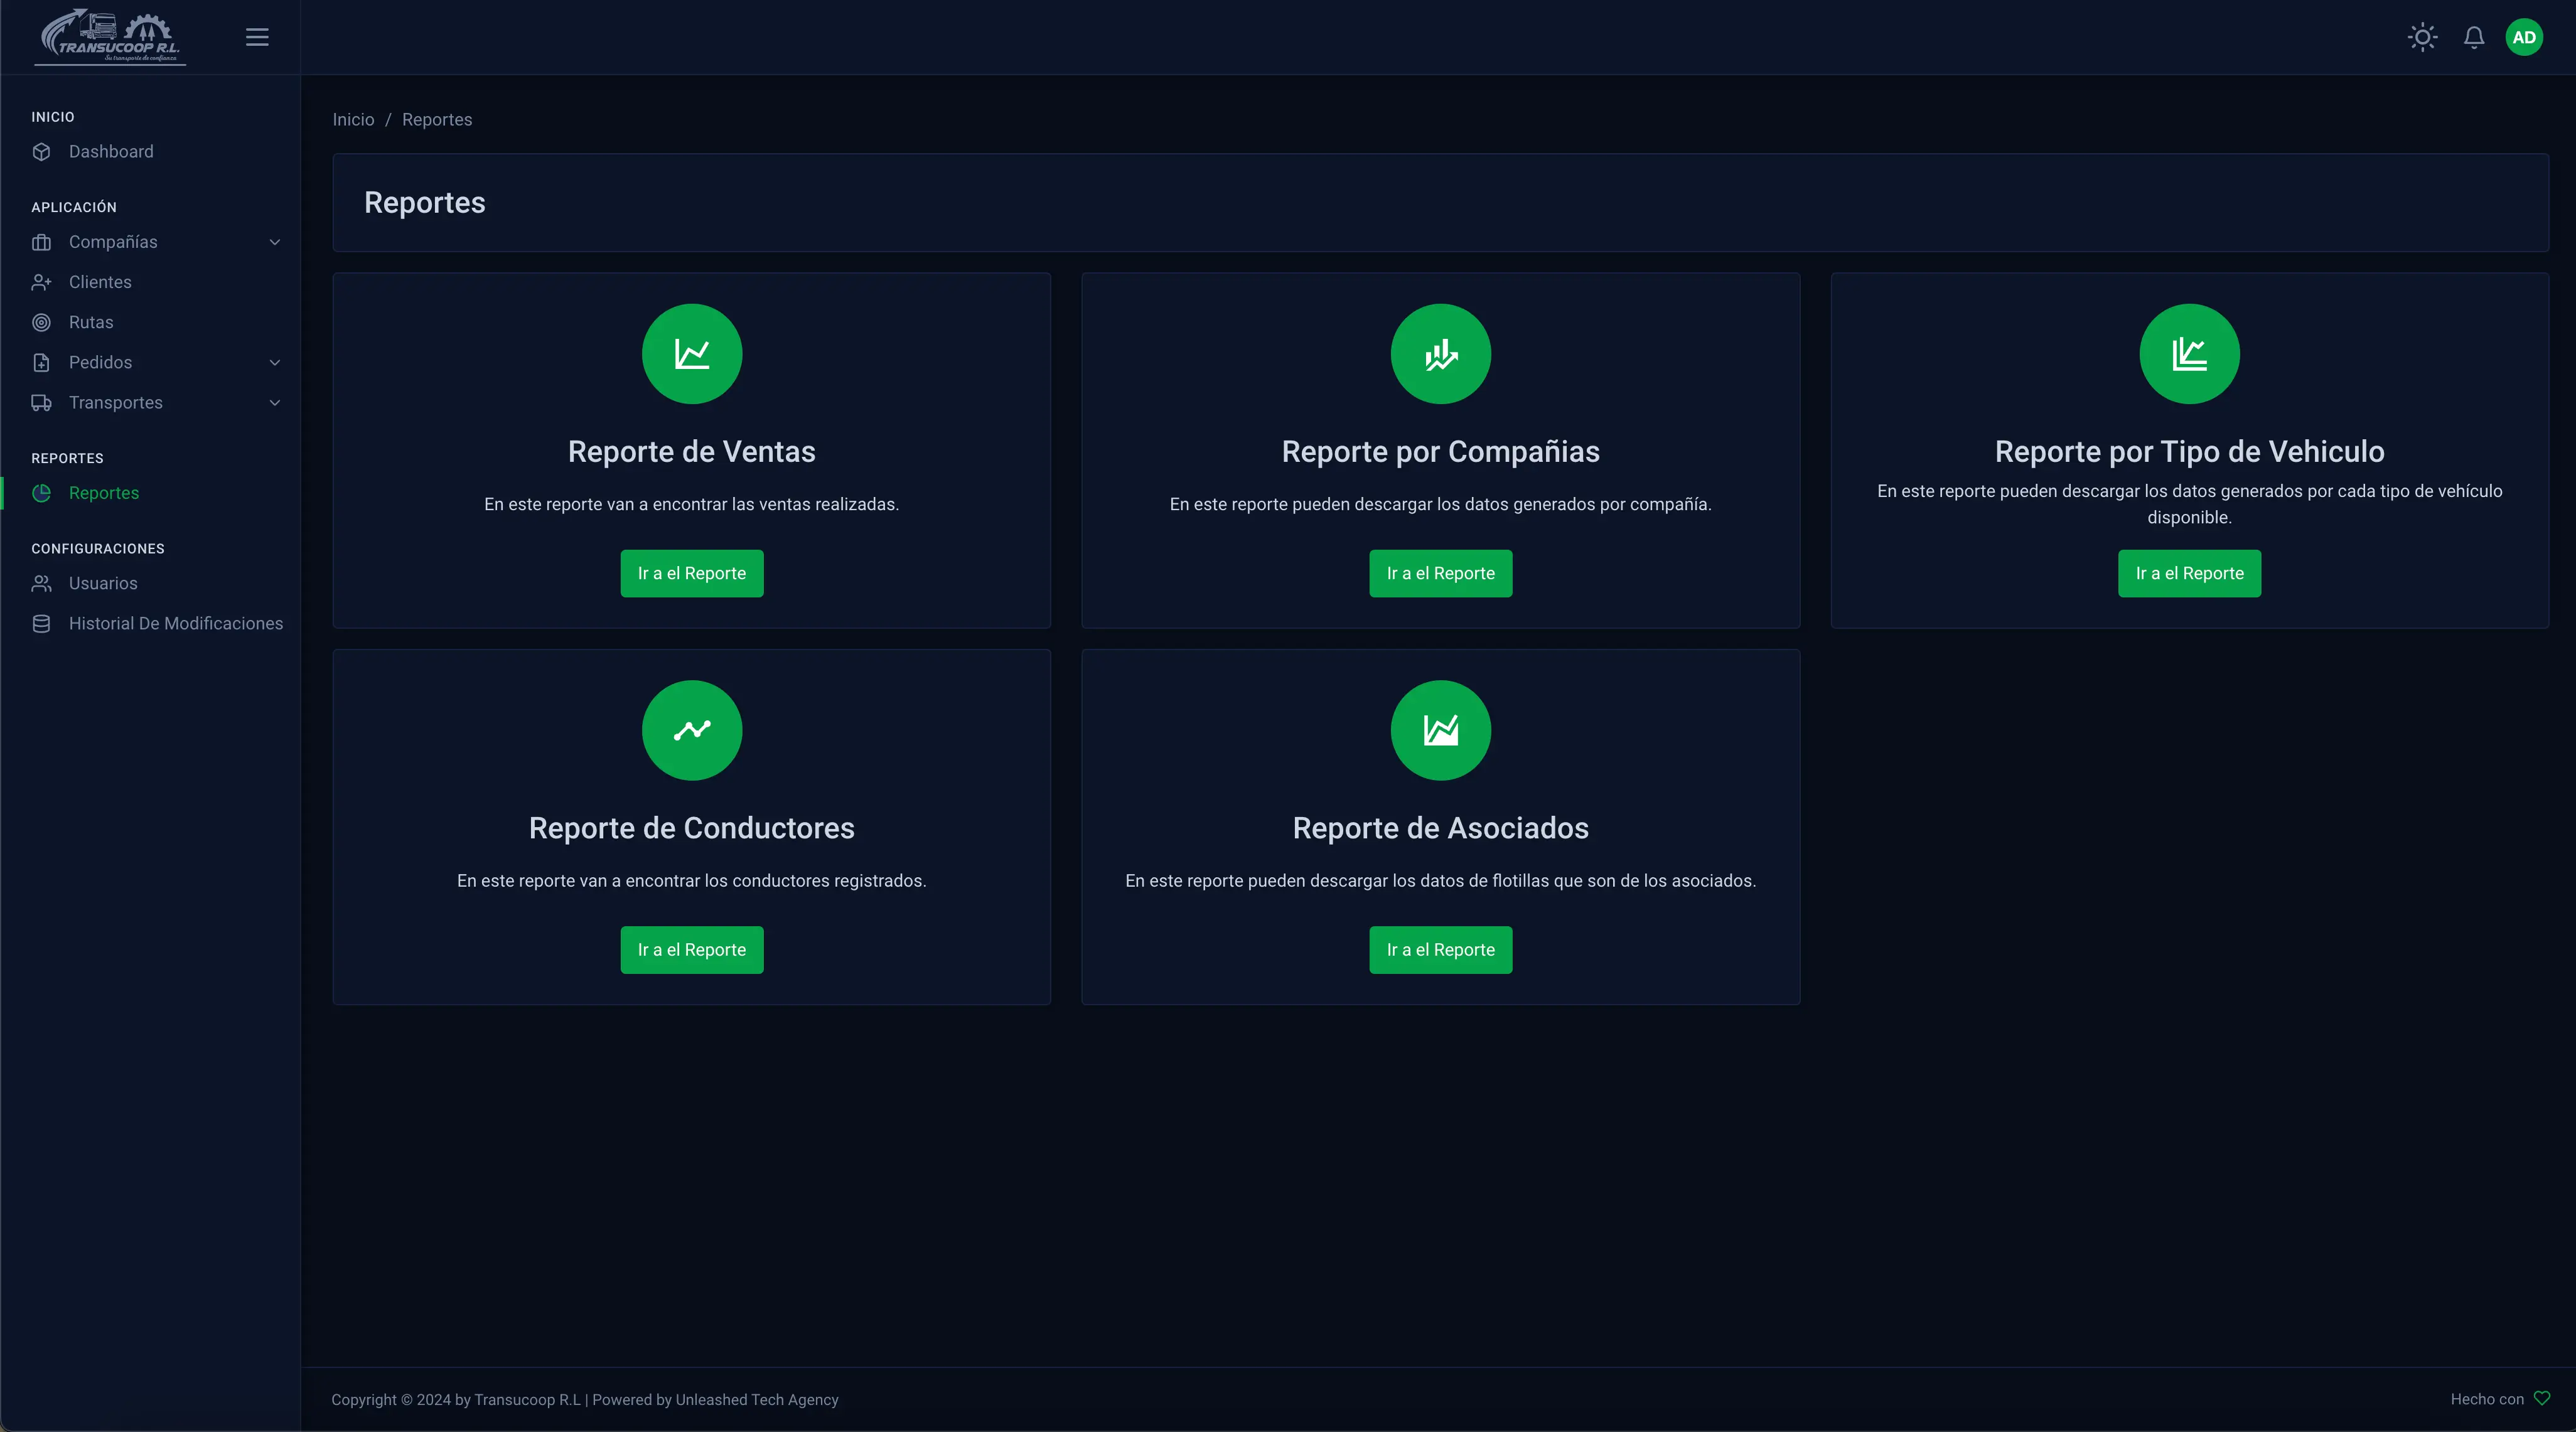 TRANSUCOOP R.L.
Su transporte de confianza
AD
INICIO
Dashboard
APLICACIÓN
Compañías
Clientes
Rutas
Pedidos
Transportes
REPORTES
Reportes
CONFIGURACIONES
Usuarios
Historial De Modificaciones
Inicio / Reportes
Reportes
Reporte de Ventas
En este reporte van a encontrar las ventas realizadas.
Ir a el Reporte
Reporte por Compañias
En este reporte pueden descargar los datos generados por compañía.
Ir a el Reporte
Reporte por Tipo de Vehiculo
En este reporte pueden descargar los datos generados por cada tipo de vehículo
disponible.
Ir a el Reporte
Reporte de Conductores
En este reporte van a encontrar los conductores registrados.
Ir a el Reporte
Reporte de Asociados
En este reporte pueden descargar los datos de flotillas que son de los asociados.
Ir a el Reporte
Copyright © 2024 by Transucoop R.L | Powered by Unleashed Tech Agency
Hecho con